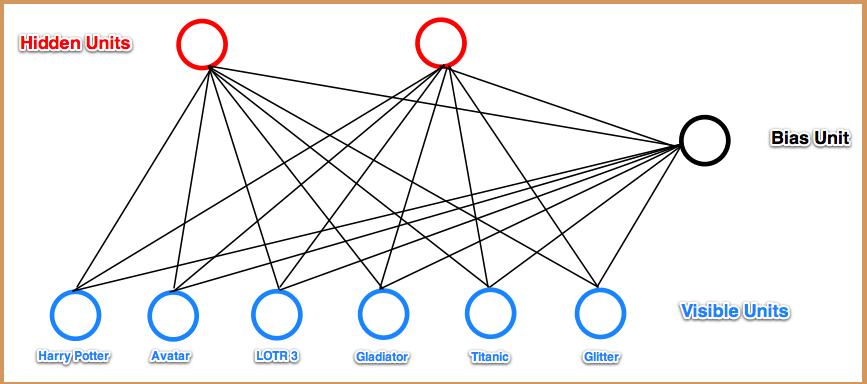 Hidden Units
Bias Unit
Visible Units
Harry Potter
Avatar
LOTR 3
Gladiator
Titanic
Glitter